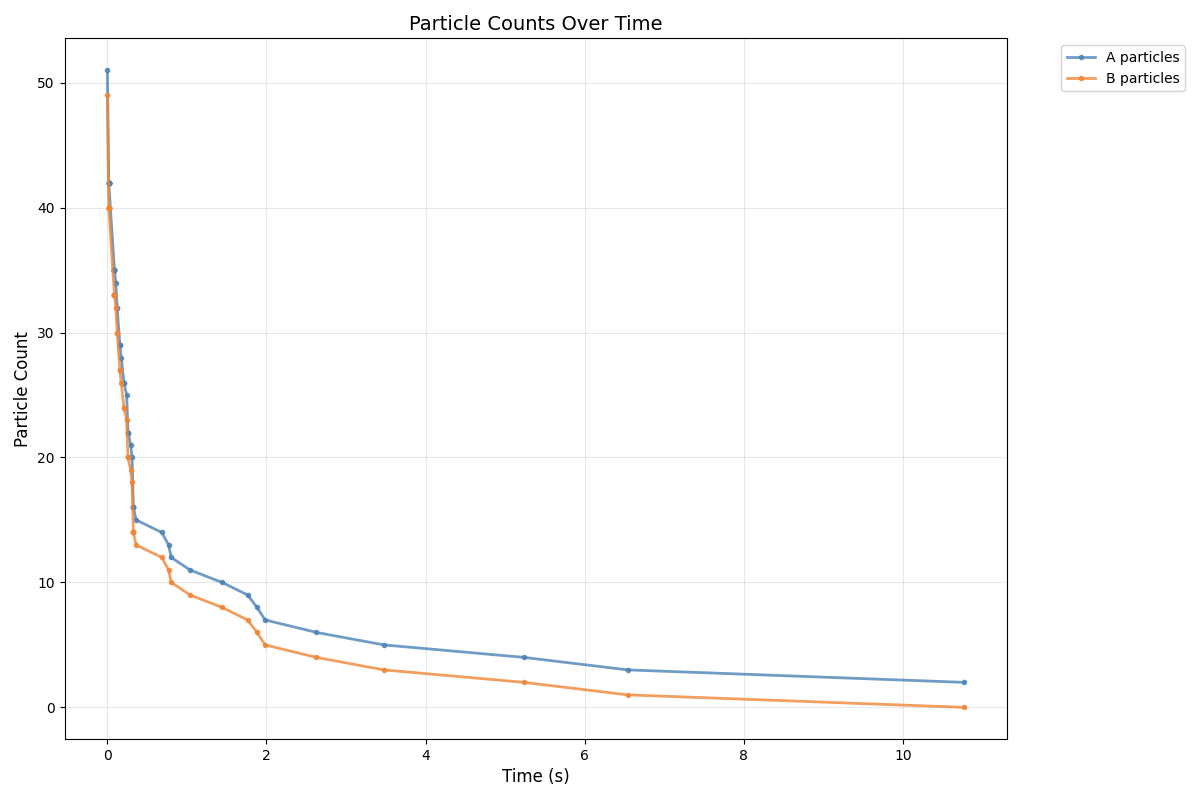 Particle Counts Over Time
A particles
B particles
Particle Count
50
40
30
20
10
0
0 2 4 6 8 10
Time (s)